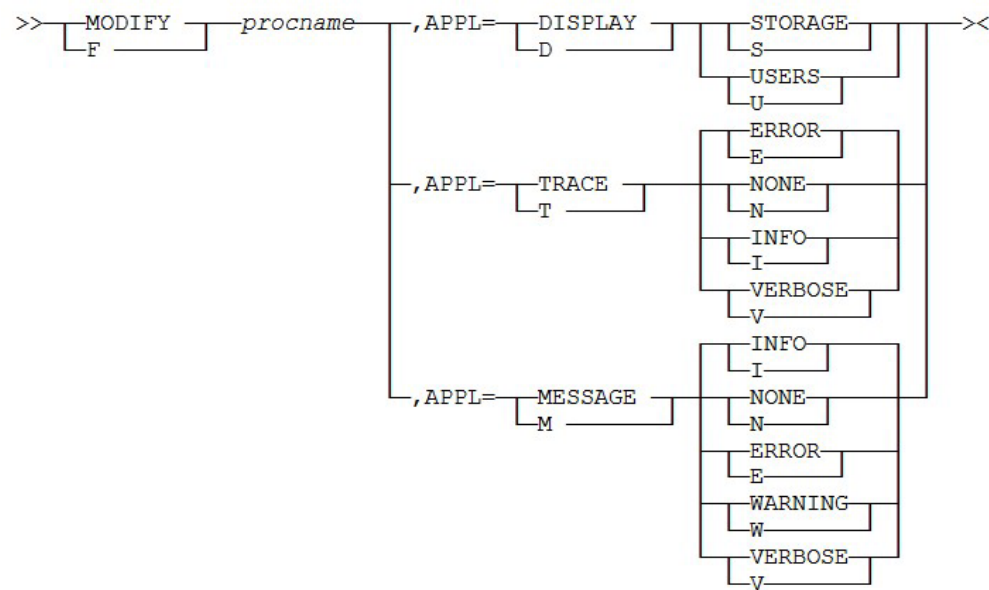 >> MODIFY procname ,APPL= DISPLAY STORAGE ><
F D S
USERS
U
ERROR
E
,APPL= TRACE NONE
T N
INFO
I
VERBOSE
V
INFO
I
,APPL= MESSAGE NONE
M N
ERROR
E
WARNING
W
VERBOSE
V